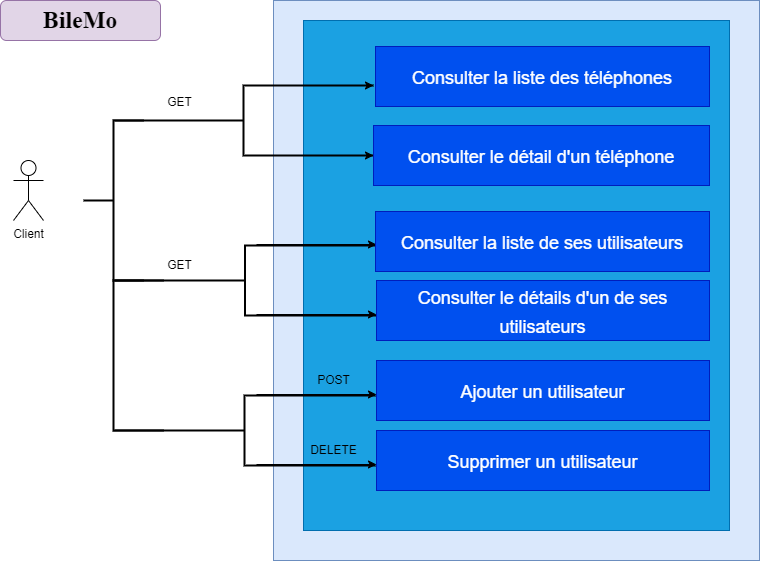 BileMo
GET
Consulter la liste des téléphones
Consulter le détail d'un téléphone
Client
GET
Consulter la liste de ses utilisateurs
Consulter le détails d'un de ses
utilisateurs
POST
Ajouter un utilisateur
DELETE
Supprimer un utilisateur